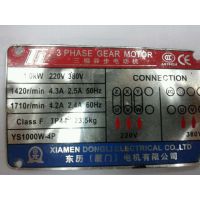 3 PHASE GEAR MOTOR
三相异步电动机
1.0kW 220V 380V
CONNECTION
1420r/min 4.3A 2.5A 50Hz
1710r/min 4.2A 2.4A 60Hz
Class F IP44 23.5kg
YS1000W-4P
220V 380V
XIAMEN DONGLI ELECTRICAL CO.,LTD
东历(厦门)电机有限公司